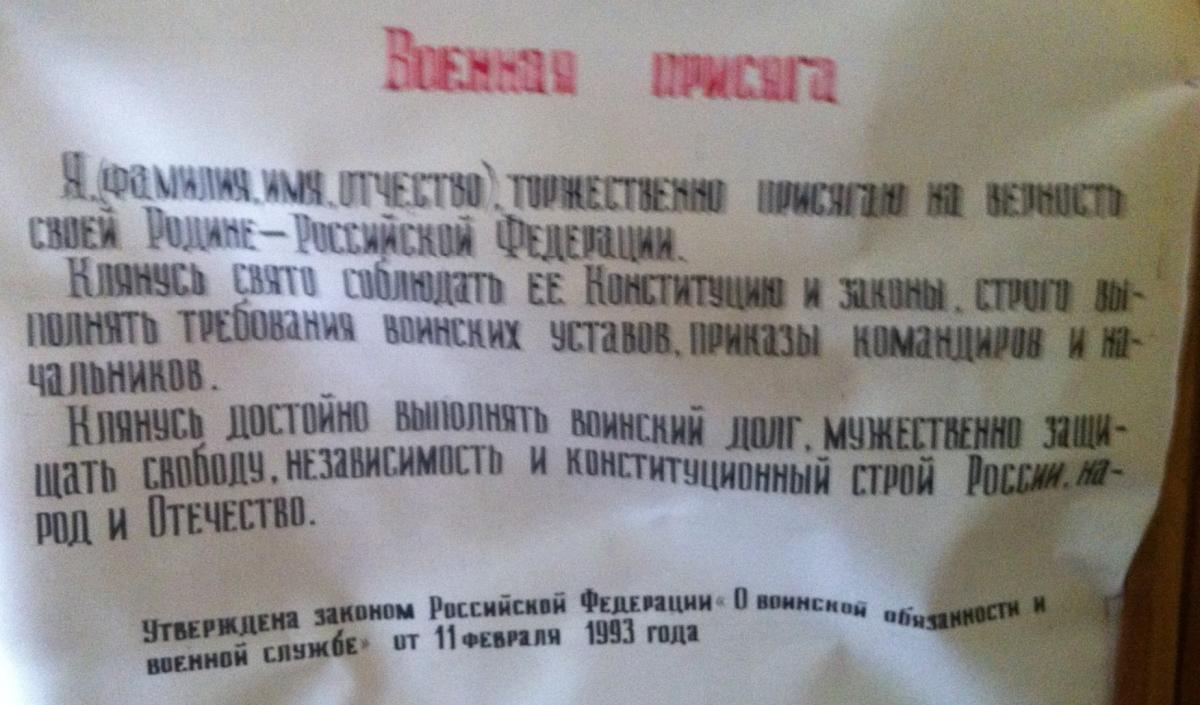 Военная присяга
Я, (фамилия, имя, отчество), торжественно присягаю на верность
своей Родине — Российской Федерации.
Клянусь свято соблюдать ее Конституцию и законы, строго вы-
полнять требования воинских уставов, приказы командиров и на-
чальников.
Клянусь достойно выполнять воинский долг, мужественно защи-
щать свободу, независимость и конституционный строй России, на-
род и Отечество.
Утверждена законом Российской Федерации « О воинской обязанности и
военной службе» от 11 февраля 1993 года